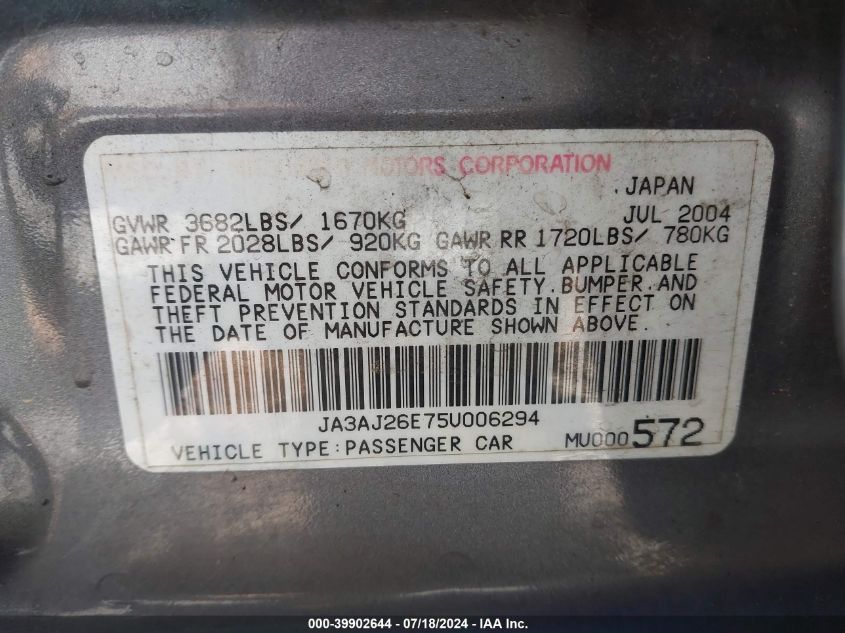 MOTORS CORPORATION
JAPAN
GVWR 3682LBS/ 1670KG JUL 2004
GAWR FR 2028LBS/ 920KG GAWR RR 1720LBS/ 780KG
THIS VEHICLE CONFORMS TO ALL APPLICABLE
FEDERAL MOTOR VEHICLE SAFETY.BUMPER.AND
THEFT PREVENTION STANDARDS IN EFFECT ON
THE DATE OF MANUFACTURE SHOWN ABOVE.
JA3AJ26E75U006294
VEHICLE TYPE:PASSENGER CAR MU000572
000-39902644 - 07/18/2024 - IAA Inc.